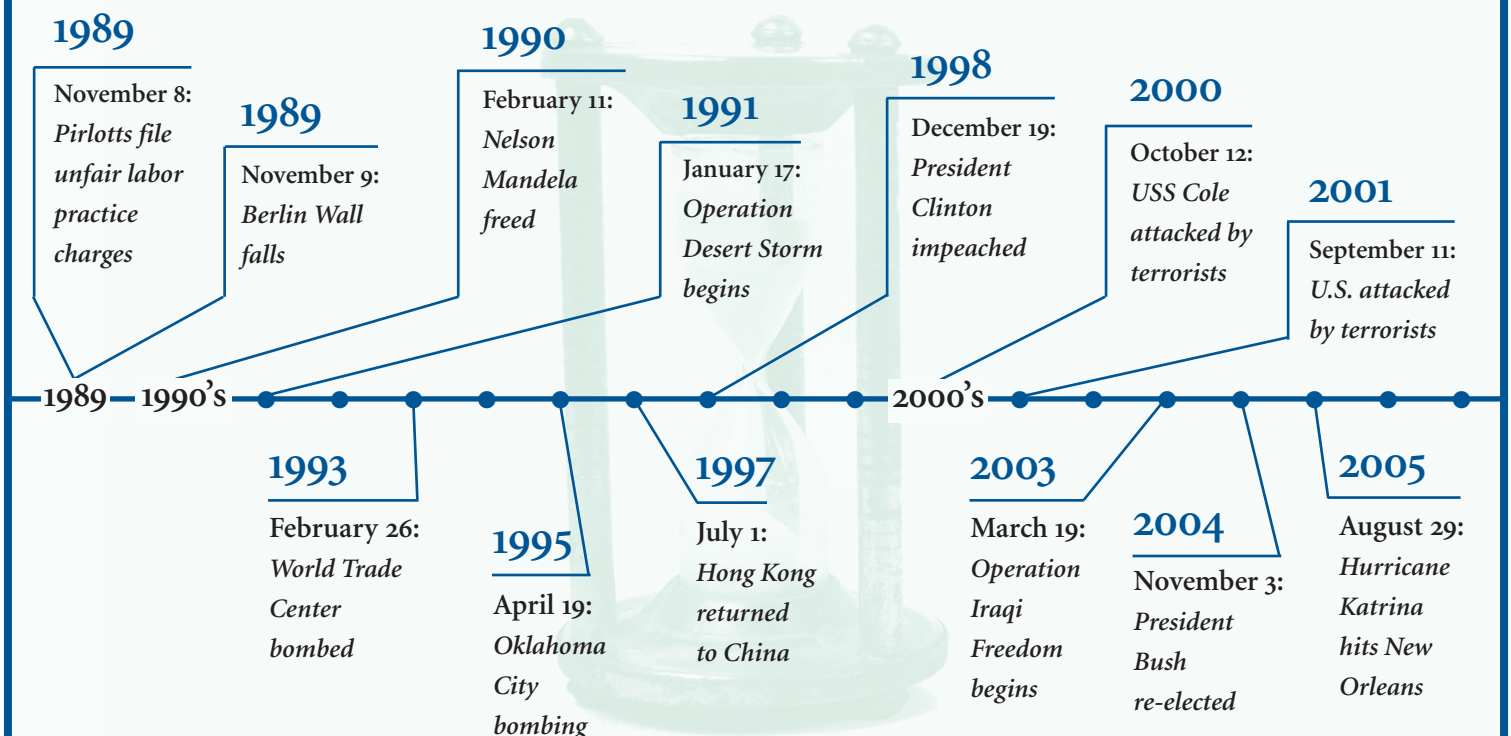 1989
November 8:
Pirlotts file
unfair labor
practice
charges
1989
November 9:
Berlin Wall
falls
1990
February 11:
Nelson
Mandela
freed
1991
January 17:
Operation
Desert Storm
begins
1998
December 19:
President
Clinton
impeached
2000
October 12:
USS Cole
attacked by
terrorists
2001
September 11:
U.S. attacked
by terrorists
1989 1990's 2000's
1993
February 26:
World Trade
Center
bombed
1995
April 19:
Oklahoma
City
bombing
1997
July 1:
Hong Kong
returned
to China
2003
March 19:
Operation
Iraqi
Freedom
begins
2004
November 3:
President
Bush
re-elected
2005
August 29:
Hurricane
Katrina
hits New
Orleans